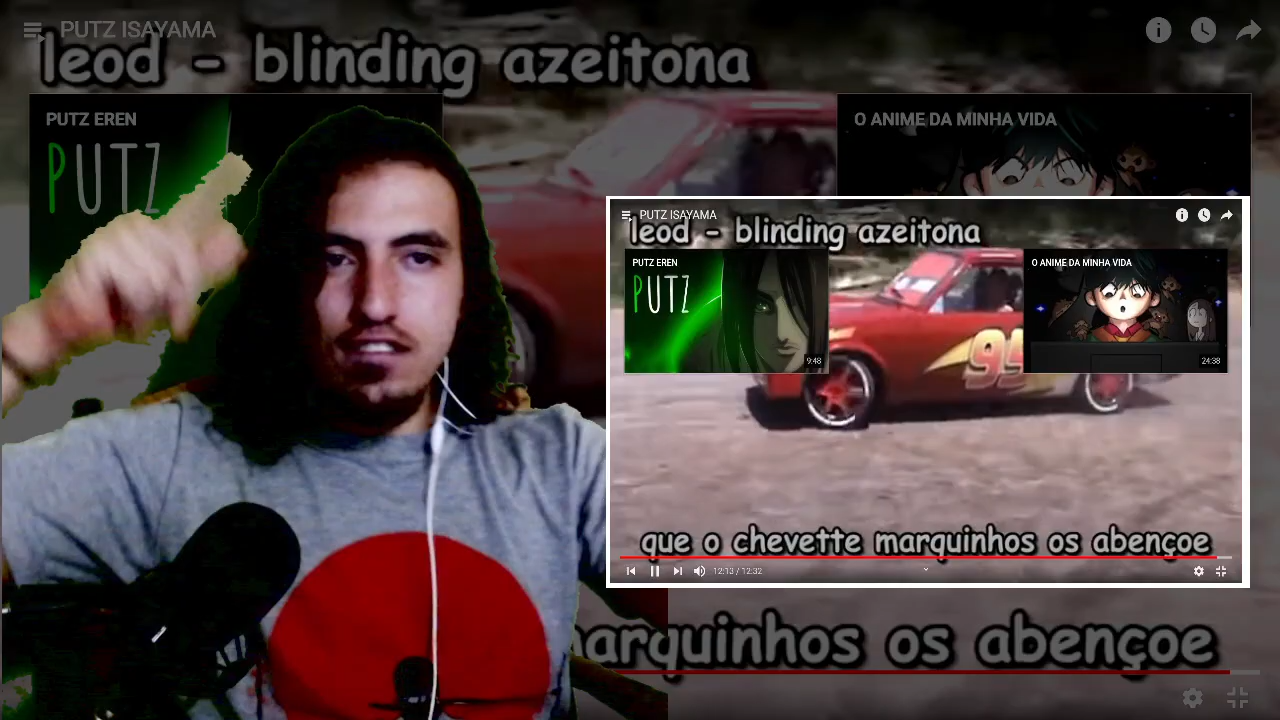 PUTZ ISAYAMA
leod - blinding azeitona
PUTZ EREN
PUTZ
O ANIME DA MINHA VIDA
PUTZ ISAYAMA
leod - blinding azeitona
PUTZ EREN
PUTZ
9:48
O ANIME DA MINHA VIDA
24:38
95
que o chevette marquinhos os abençoe
12:13 / 12:32
marquinhos os abençoe